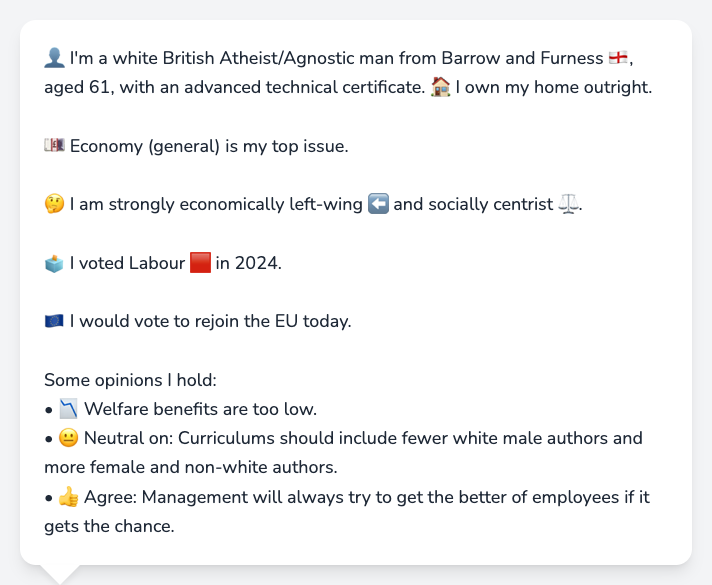 👤 I'm a white British Atheist/Agnostic man from Barrow and Furness 🏴󠁧󠁢󠁥󠁮󠁧󠁿,
aged 61, with an advanced technical certificate. 🏠 I own my home outright.
💷 Economy (general) is my top issue.
🤔 I am strongly economically left-wing ⬅️ and socially centrist ⚖️.
🗳️ I voted Labour 🟥 in 2024.
🇪🇺 I would vote to rejoin the EU today.
Some opinions I hold:
• 📉 Welfare benefits are too low.
• 😐 Neutral on: Curriculums should include fewer white male authors and
more female and non-white authors.
• 👍 Agree: Management will always try to get the better of employees if it
gets the chance.